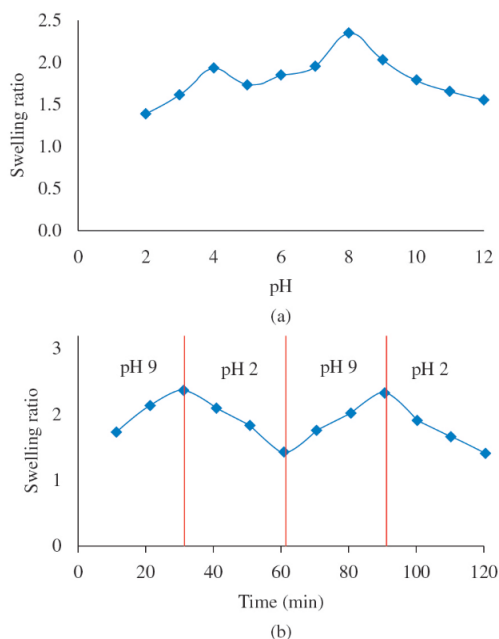 2.5
2.0
1.5
1.0
0.5
0.0
Swelling ratio
0 2 4 6 8 10 12
pH
(a)
3
2
1
0
Swelling ratio
pH 9 pH 2 pH 9 pH 2
0 20 40 60 80 100 120
Time (min)
(b)